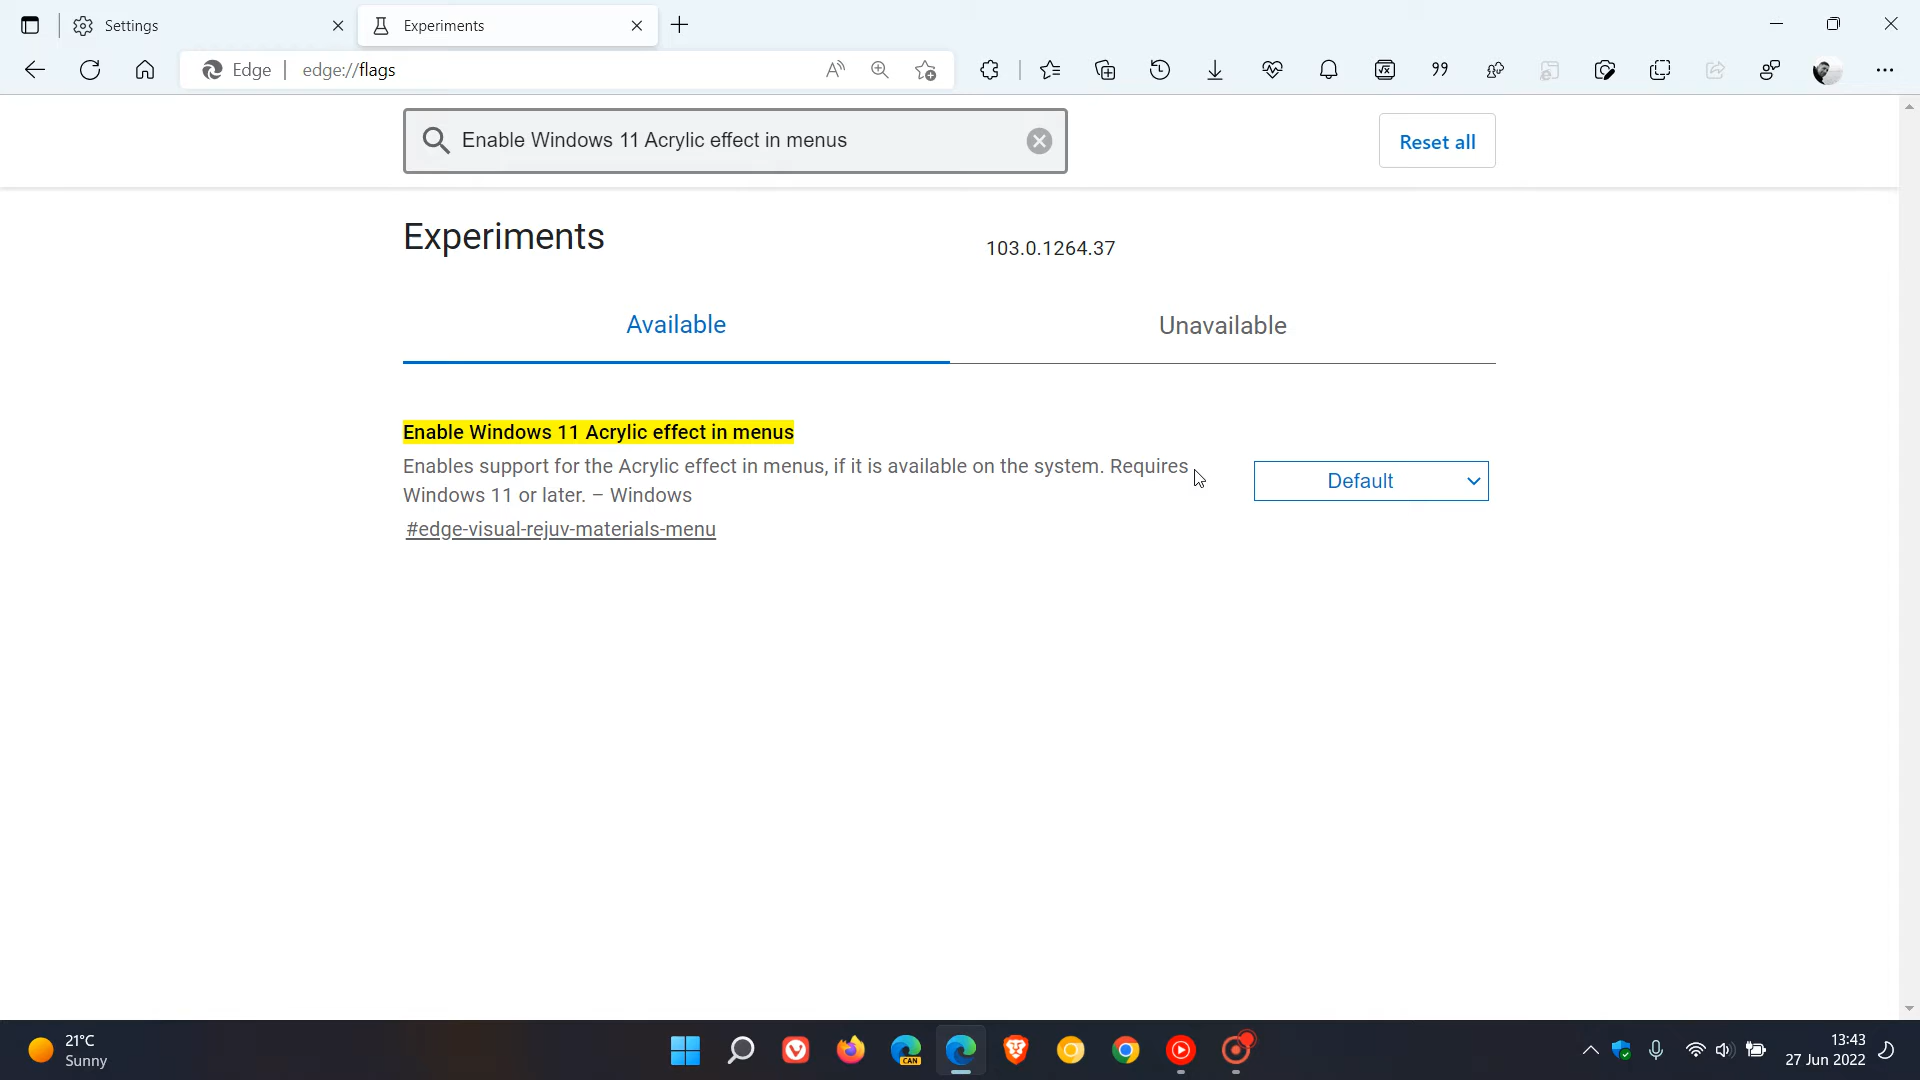 Settings
Experiments
Edge
edge://flags
Enable Windows 11 Acrylic effect in menus
Reset all
Experiments
103.0.1264.37
Available
Unavailable
Enable Windows 11 Acrylic effect in menus
Enables support for the Acrylic effect in menus, if it is available on the system. Requires
Windows 11 or later. – Windows
#edge-visual-rejuv-materials-menu
Default
21°C
Sunny
CAN
13:43
27 Jun 2022